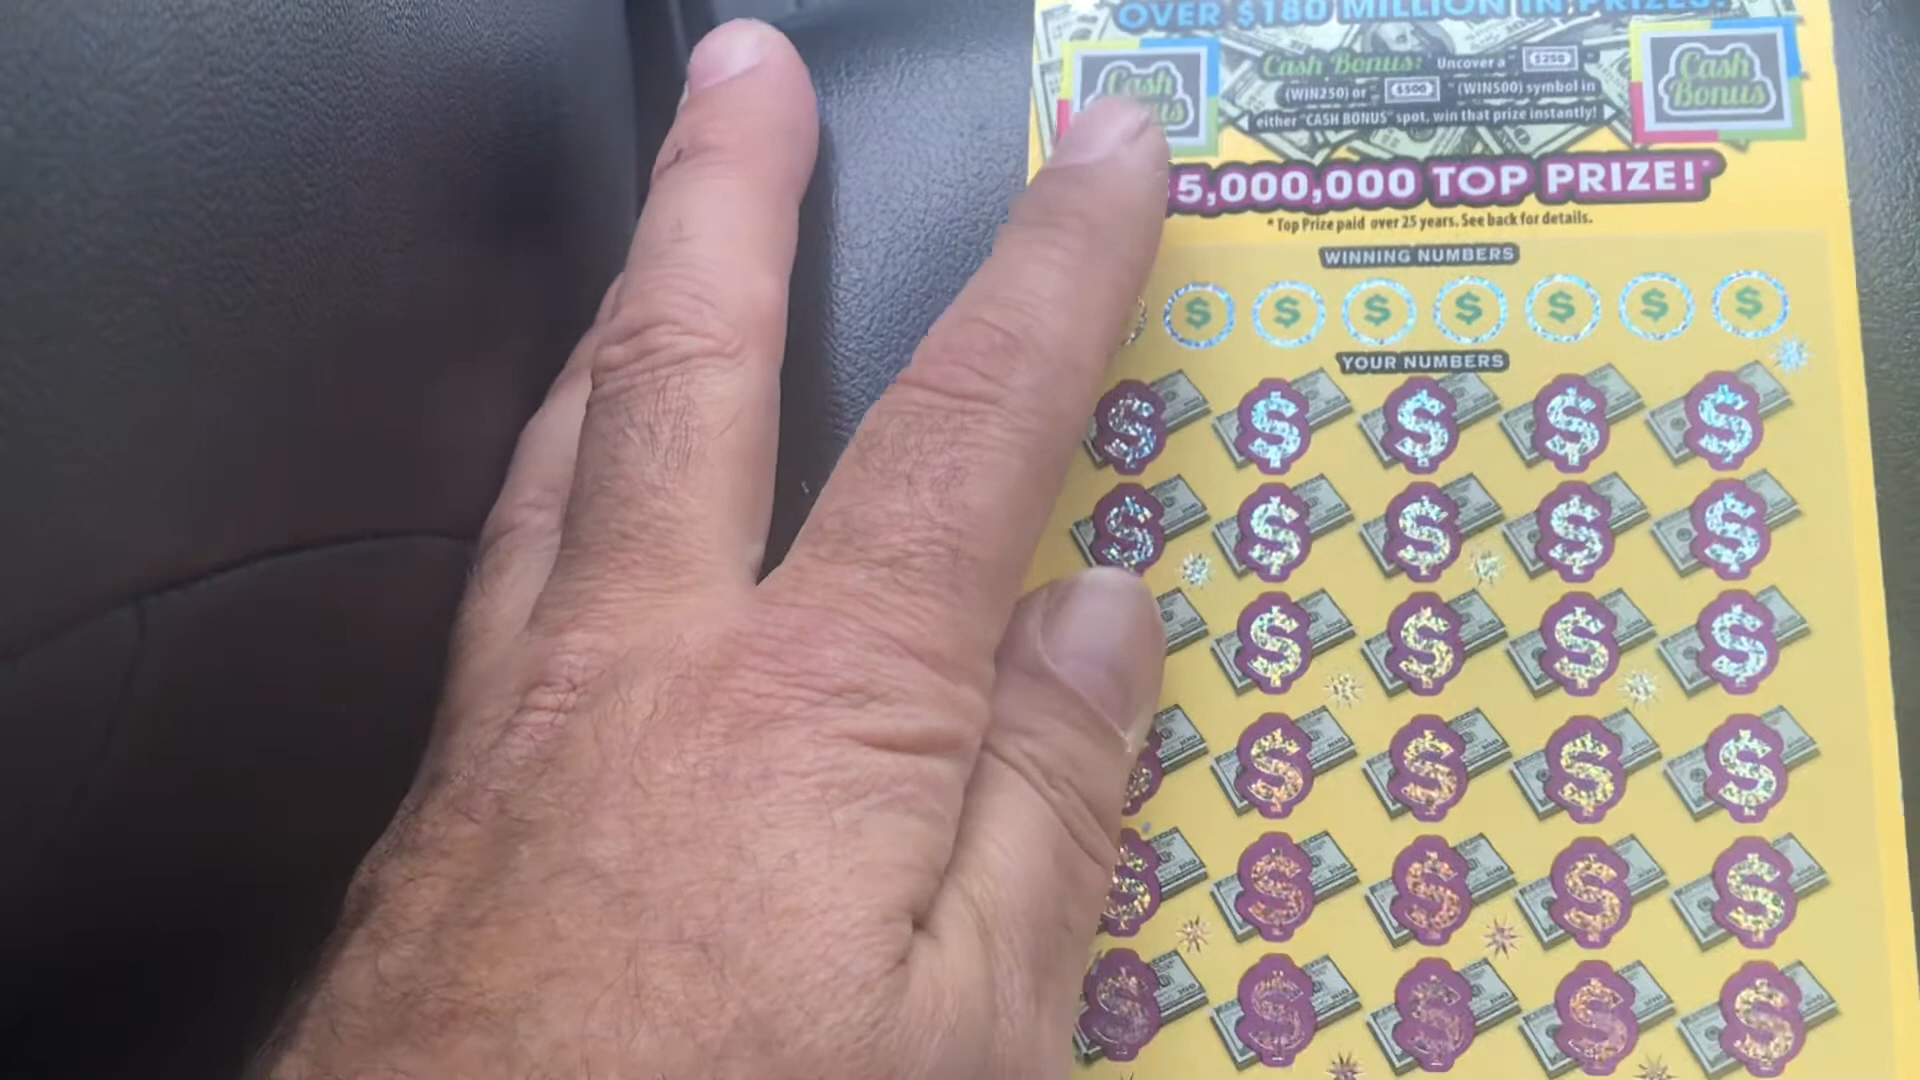 OVER $180 MILLION IN PRIZES!
Cash Bonus
Cash Bonus: Uncover a " $250 "
(WIN250) or " $500 " (WIN500) symbol in
either "CASH BONUS" spot, win that prize instantly!
Cash
Bonus
5,000,000 TOP PRIZE!*
* Top Prize paid over 25 years. See back for details.
WINNING NUMBERS
$ $ $ $ $ $ $
YOUR NUMBERS
$ $ $ $ $
$ $ $ $ $
$ $ $ $
$ $ $ $ $
$ $ $ $ $
$ $ $ $ $